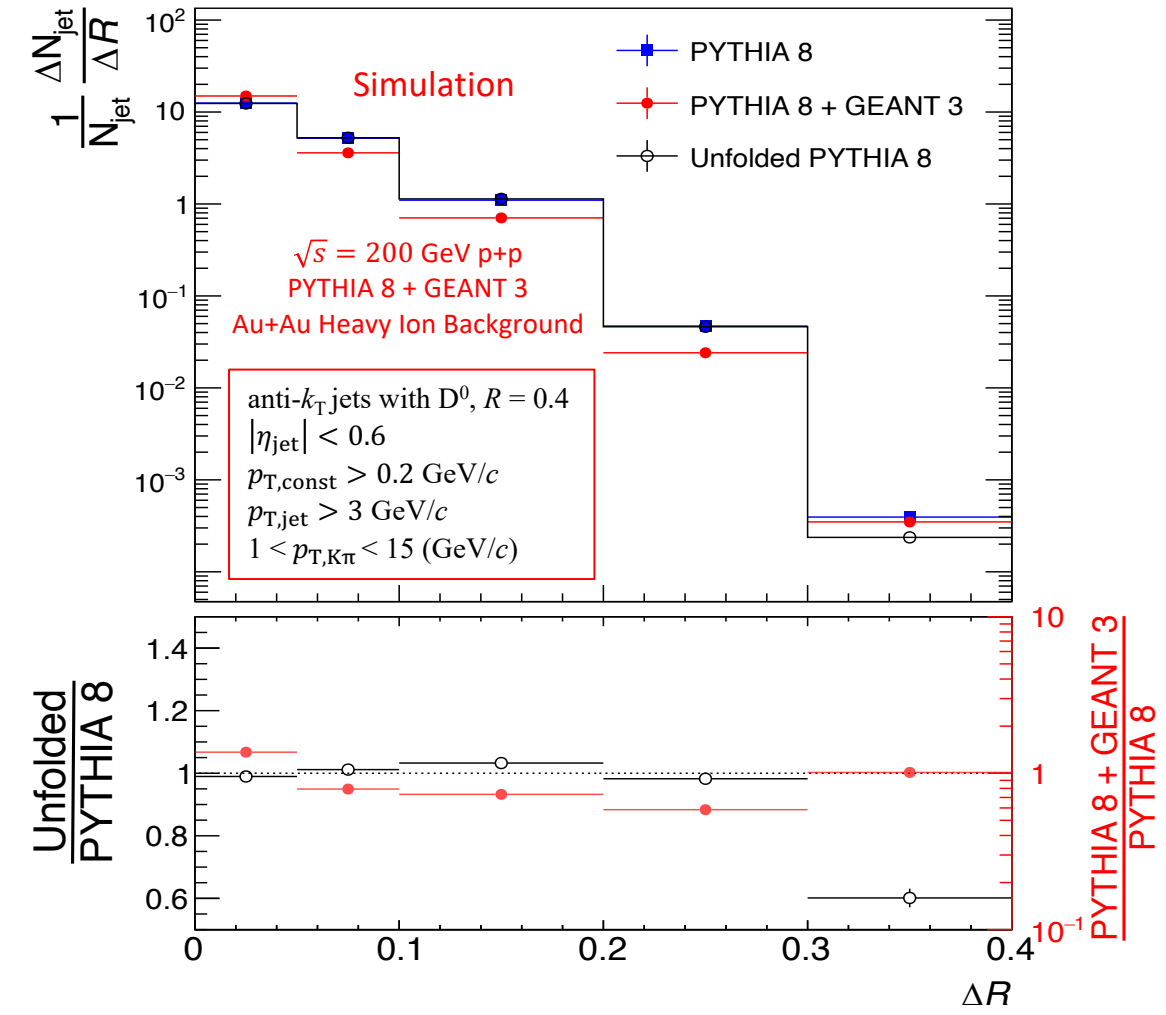 1/N_jet ΔN_jet/ΔR
10²
10
1
10⁻¹
10⁻²
10⁻³
Simulation
PYTHIA 8
PYTHIA 8 + GEANT 3
Unfolded PYTHIA 8
√s = 200 GeV p+p
PYTHIA 8 + GEANT 3
Au+Au Heavy Ion Background
anti-k_T jets with D⁰, R = 0.4
|η_jet| < 0.6
p_T,const > 0.2 GeV/c
p_T,jet > 3 GeV/c
1 < p_T,Kπ < 15 (GeV/c)
Unfolded
PYTHIA 8
1.4
1.2
1
0.8
0.6
10
1
10⁻¹
PYTHIA 8 + GEANT 3
PYTHIA 8
0 0.1 0.2 0.3 0.4
ΔR